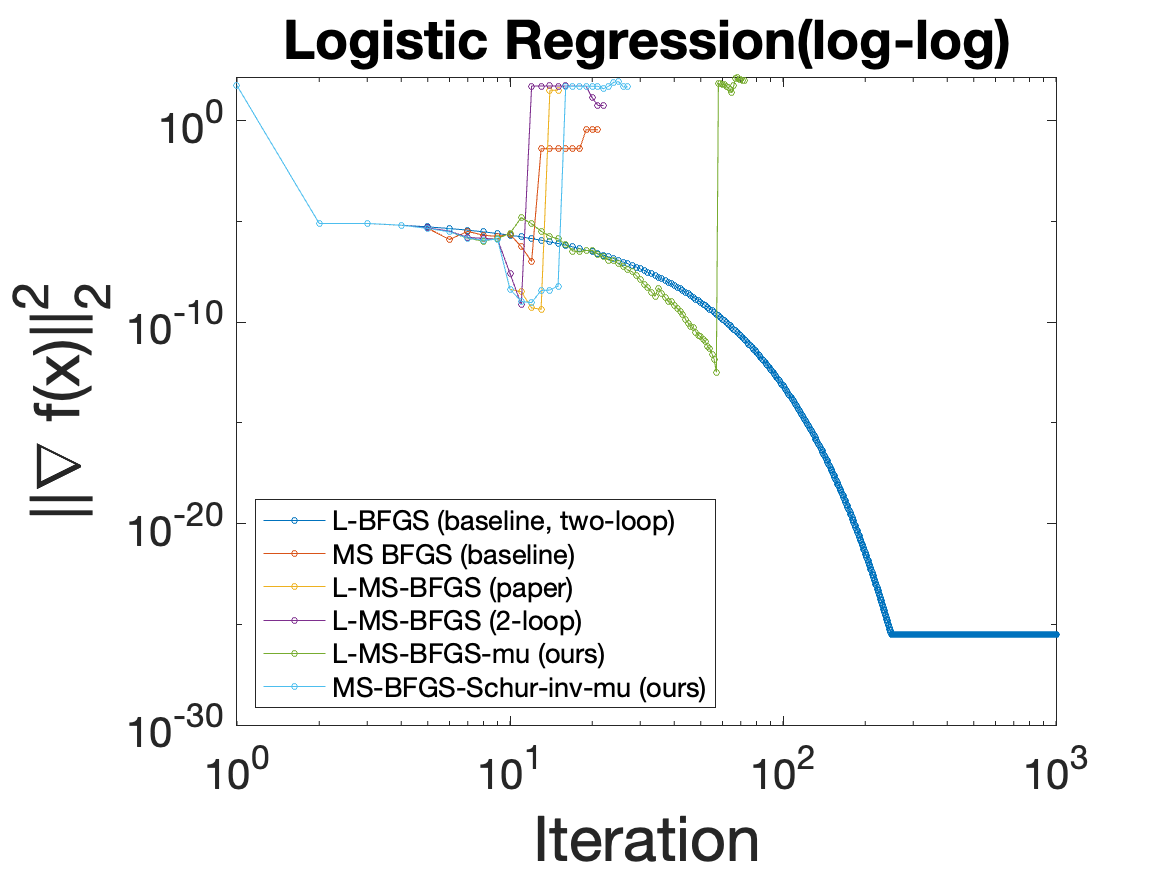 Logistic Regression(log-log)
10^0
10^-10
10^-20
10^-30
||∇ f(x)||_2^2
L-BFGS (baseline, two-loop)
MS BFGS (baseline)
L-MS-BFGS (paper)
L-MS-BFGS (2-loop)
L-MS-BFGS-mu (ours)
MS-BFGS-Schur-inv-mu (ours)
10^0 10^1 10^2 10^3
Iteration